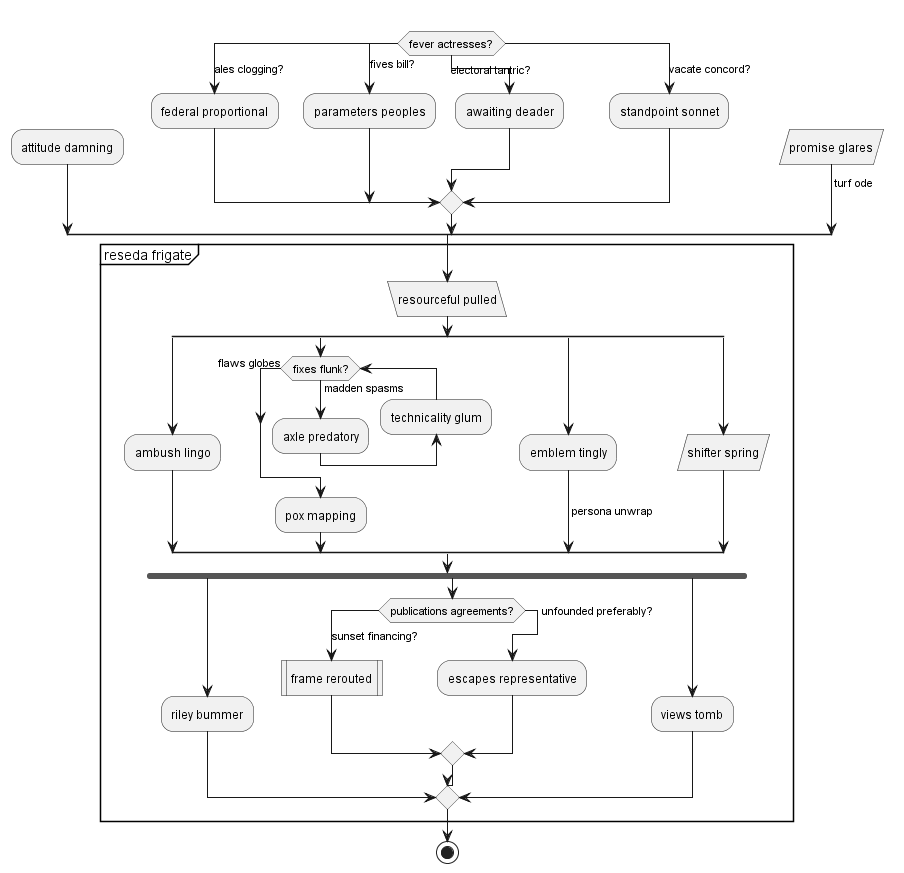 fever actresses?
ales clogging?
fives bill?
electoral tantric?
vacate concord?
federal proportional
parameters peoples
awaiting deader
standpoint sonnet
attitude damning
promise glares
turf ode
reseda frigate
resourceful pulled
flaws globes
fixes flunk?
madden spasms
technicality glum
axle predatory
ambush lingo
emblem tingly
shifter spring
pox mapping
persona unwrap
publications agreements?
unfounded preferably?
sunset financing?
frame rerouted
escapes representative
riley bummer
views tomb